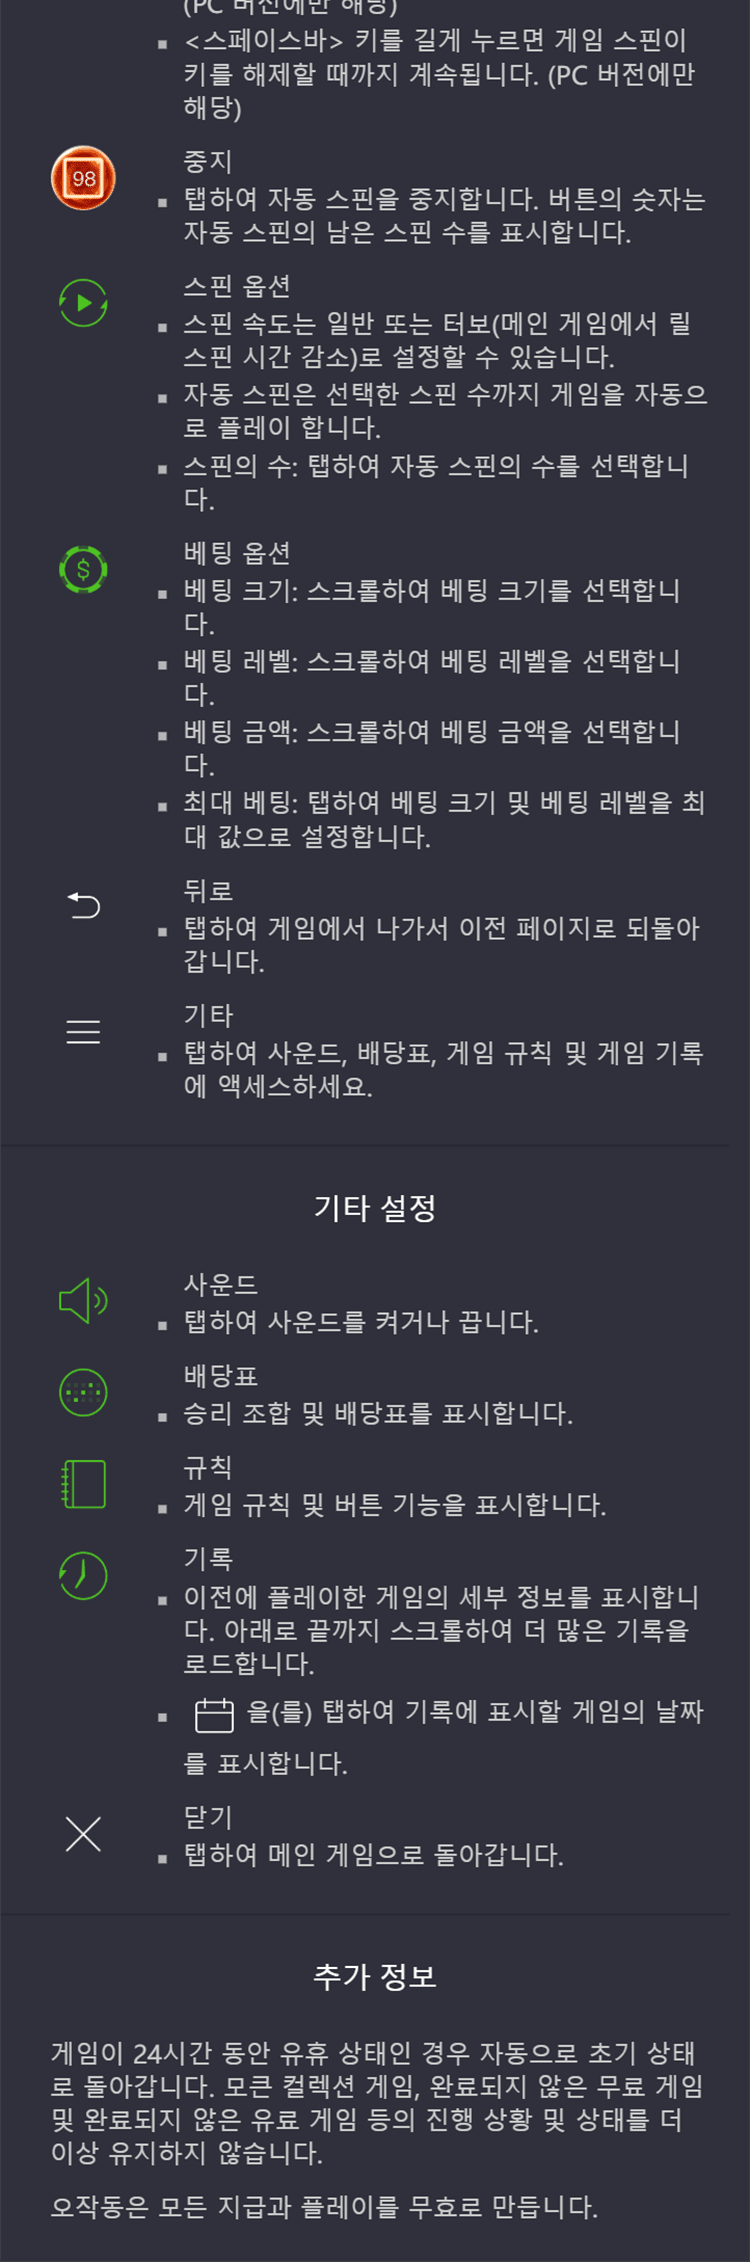 (PC 버전에만 해당)
▪ <스페이스바> 키를 길게 누르면 게임 스핀이
키를 해제할 때까지 계속됩니다. (PC 버전에만
해당)
98
중지
▪ 탭하여 자동 스핀을 중지합니다. 버튼의 숫자는
자동 스핀의 남은 스핀 수를 표시합니다.
스핀 옵션
▪ 스핀 속도는 일반 또는 터보(메인 게임에서 릴
스핀 시간 감소)로 설정할 수 있습니다.
▪ 자동 스핀은 선택한 스핀 수까지 게임을 자동으
로 플레이 합니다.
▪ 스핀의 수: 탭하여 자동 스핀의 수를 선택합니
다.
$
베팅 옵션
▪ 베팅 크기: 스크롤하여 베팅 크기를 선택합니
다.
▪ 베팅 레벨: 스크롤하여 베팅 레벨을 선택합니
다.
▪ 베팅 금액: 스크롤하여 베팅 금액을 선택합니
다.
▪ 최대 베팅: 탭하여 베팅 크기 및 베팅 레벨을 최
대 값으로 설정합니다.
뒤로
▪ 탭하여 게임에서 나가서 이전 페이지로 되돌아
갑니다.
기타
▪ 탭하여 사운드, 배당표, 게임 규칙 및 게임 기록
에 액세스하세요.
기타 설정
사운드
▪ 탭하여 사운드를 켜거나 끕니다.
배당표
▪ 승리 조합 및 배당표를 표시합니다.
규칙
▪ 게임 규칙 및 버튼 기능을 표시합니다.
기록
▪ 이전에 플레이한 게임의 세부 정보를 표시합니
다. 아래로 끝까지 스크롤하여 더 많은 기록을
로드합니다.
▪ 을(를) 탭하여 기록에 표시할 게임의 날짜
를 표시합니다.
닫기
▪ 탭하여 메인 게임으로 돌아갑니다.
추가 정보
게임이 24시간 동안 유휴 상태인 경우 자동으로 초기 상태
로 돌아갑니다. 모큰 컬렉션 게임, 완료되지 않은 무료 게임
및 완료되지 않은 유료 게임 등의 진행 상황 및 상태를 더
이상 유지하지 않습니다.
오작동은 모든 지급과 플레이를 무효로 만듭니다.